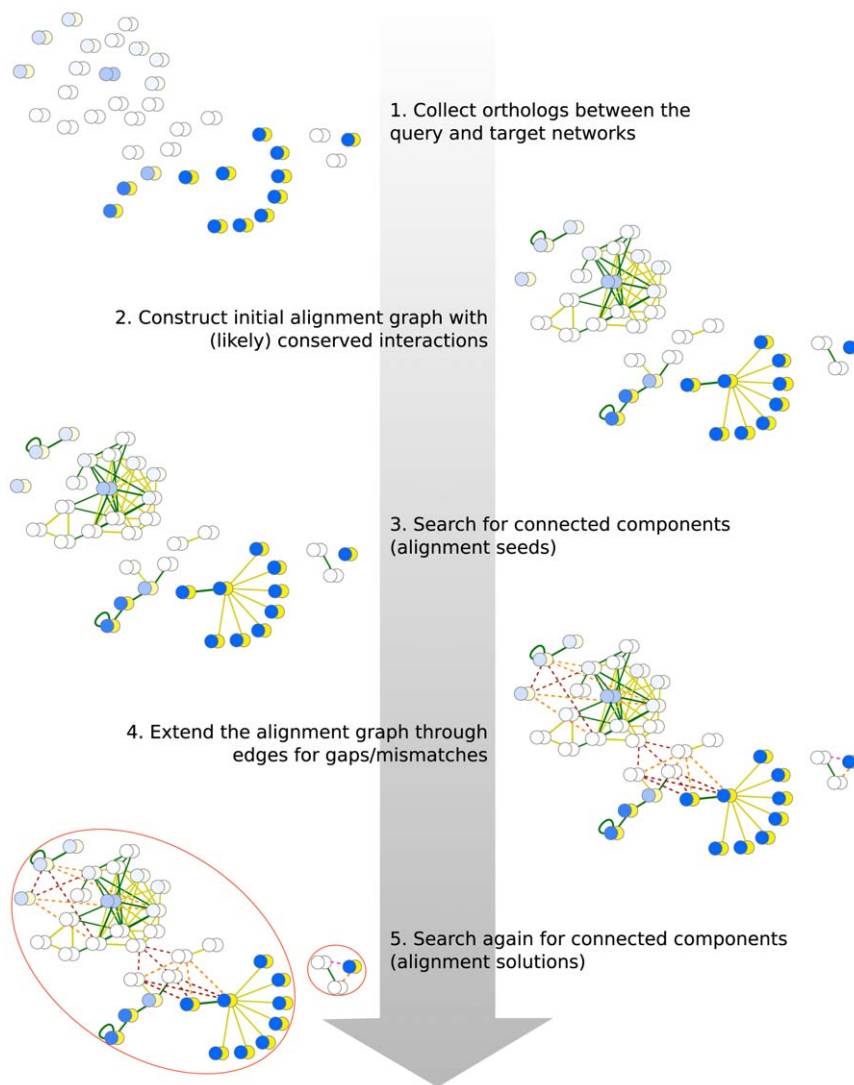 1. Collect orthologs between the
query and target networks
2. Construct initial alignment graph with
(likely) conserved interactions
3. Search for connected components
(alignment seeds)
4. Extend the alignment graph through
edges for gaps/mismatches
5. Search again for connected components
(alignment solutions)